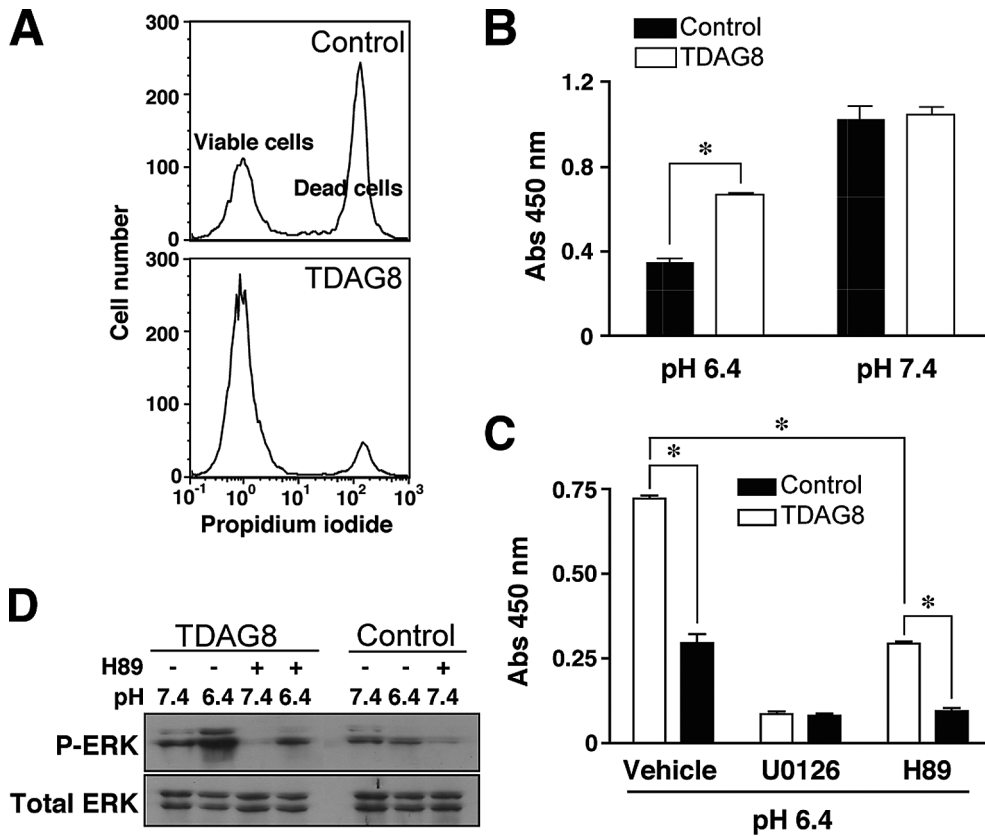 A
300
200
100
0
Control
Viable cells
Dead cells
300
200
100
0
TDAG8
Cell number
10-1 100 101 102 103
Propidium iodide
B
Control
TDAG8
1.2
0.8
0.4
0
Abs 450 nm
*
pH 6.4 pH 7.4
C
*
*
*
Control
TDAG8
0.75
0.50
0.25
0
Abs 450 nm
Vehicle U0126 H89
pH 6.4
D
TDAG8 Control
H89 - - + + - - +
pH 7.4 6.4 7.4 6.4 7.4 6.4 7.4
P-ERK
Total ERK